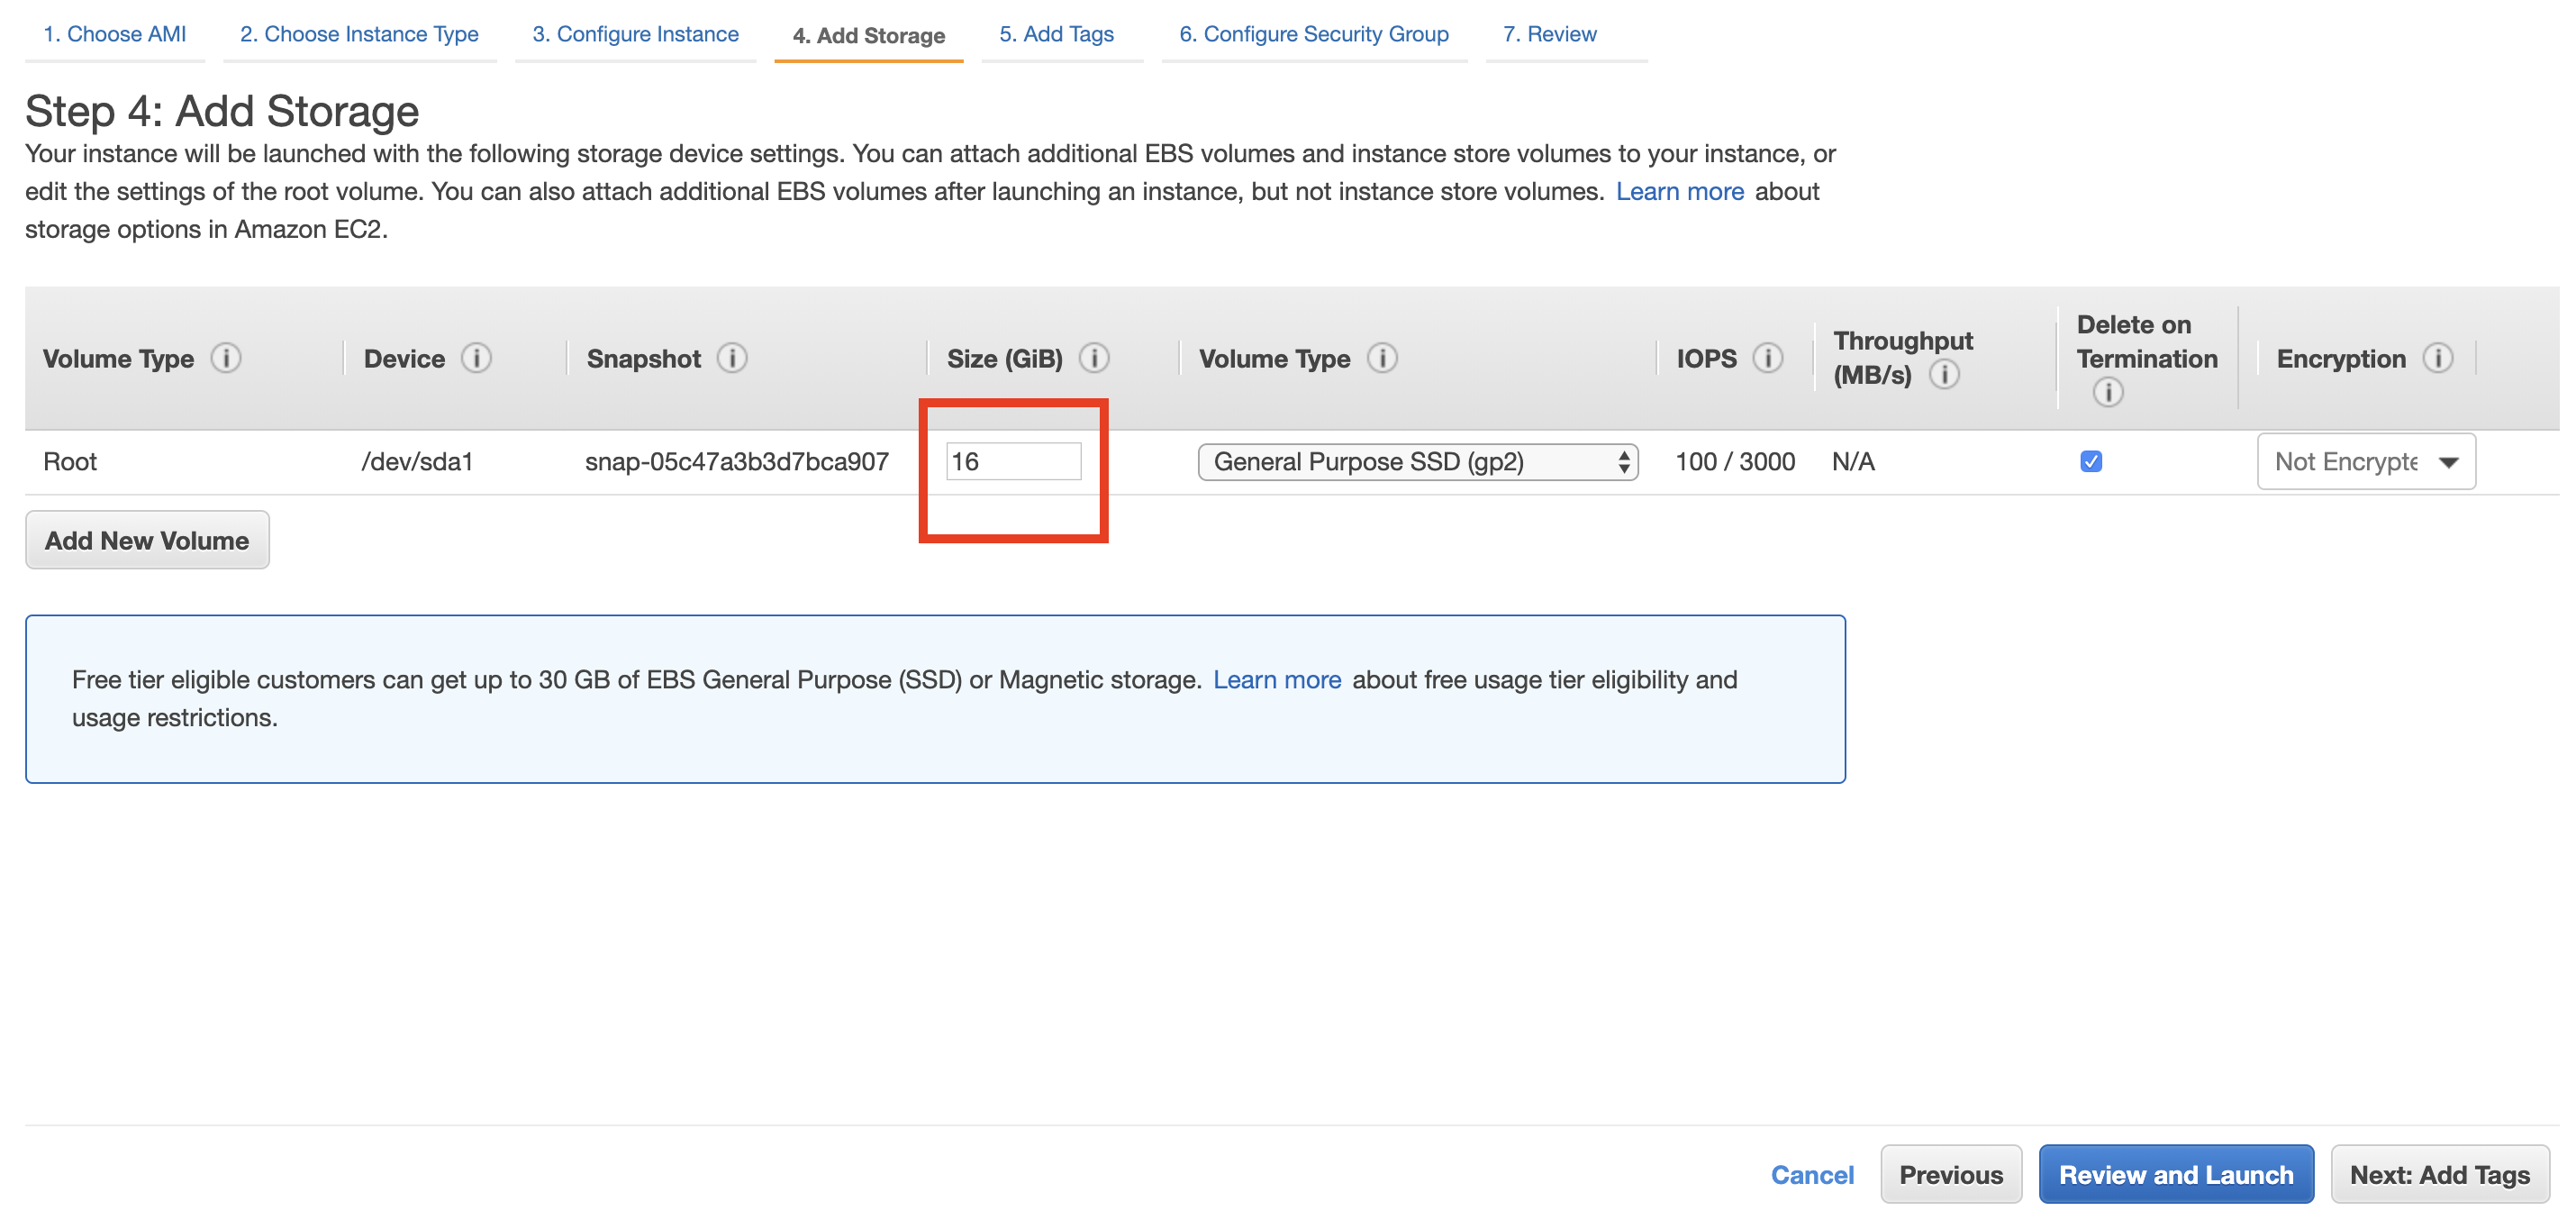 1. Choose AMI 2. Choose Instance Type 3. Configure Instance 4. Add Storage 5. Add Tags 6. Configure Security Group 7. Review
Step 4: Add Storage
Your instance will be launched with the following storage device settings. You can attach additional EBS volumes and instance store volumes to your instance, or
edit the settings of the root volume. You can also attach additional EBS volumes after launching an instance, but not instance store volumes. Learn more about
storage options in Amazon EC2.
Volume Type i Device i Snapshot i Size (GiB) i Volume Type i IOPS i Throughput (MB/s) i Delete on Termination i Encryption i
Root /dev/sda1 snap-05c47a3b3d7bca907 16 General Purpose SSD (gp2) 100 / 3000 N/A Not Encrypte
Add New Volume
Free tier eligible customers can get up to 30 GB of EBS General Purpose (SSD) or Magnetic storage. Learn more about free usage tier eligibility and
usage restrictions.
Cancel Previous Review and Launch Next: Add Tags